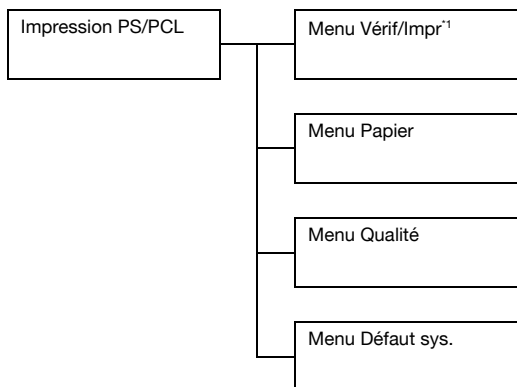 Impression PS/PCL
Menu Vérif/Impr*1
Menu Papier
Menu Qualité
Menu Défaut sys.